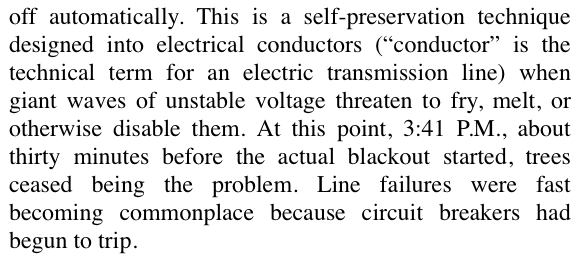 off automatically. This is a self-preservation technique
designed into electrical conductors (“conductor” is the
technical term for an electric transmission line) when
giant waves of unstable voltage threaten to fry, melt, or
otherwise disable them. At this point, 3:41 P.M., about
thirty minutes before the actual blackout started, trees
ceased being the problem. Line failures were fast
becoming commonplace because circuit breakers had
begun to trip.